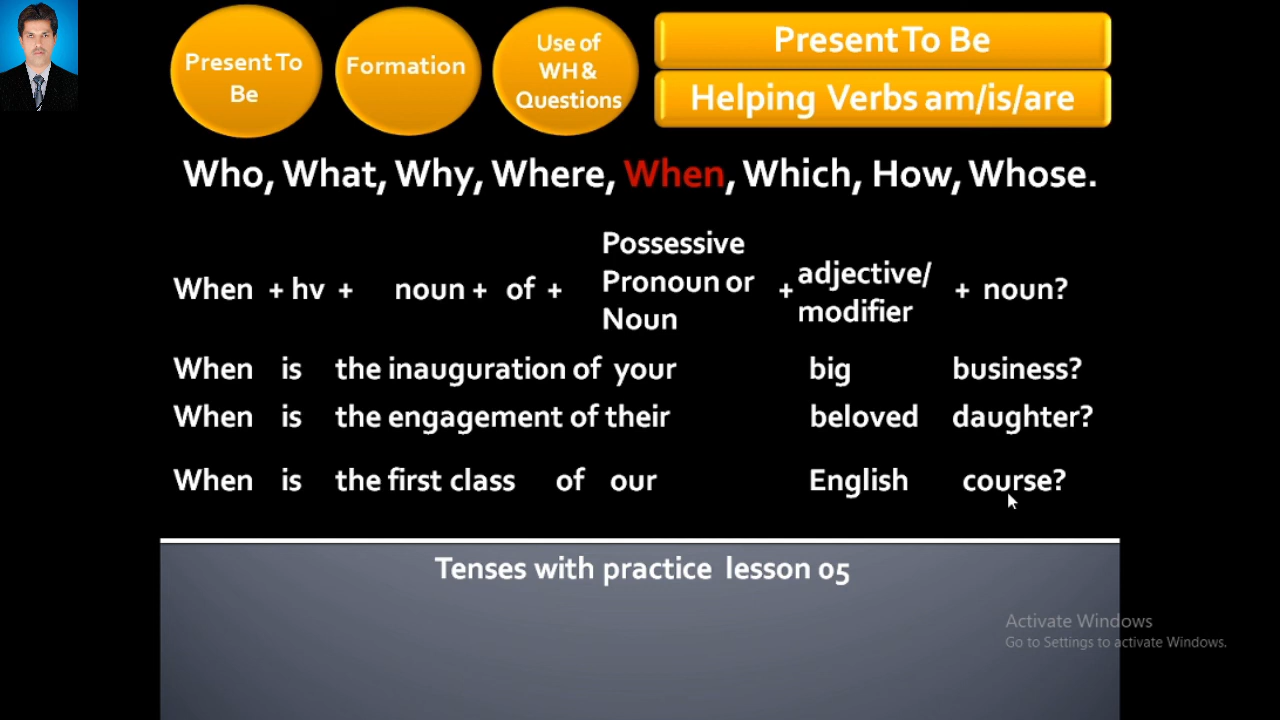 Present To
Be
Formation
Use of
WH &
Questions
Present To Be
Helping Verbs am/is/are
Who, What, Why, Where, When, Which, How, Whose.
When + hv + noun + of + Possessive Pronoun or Noun + adjective/ modifier + noun?
When is the inauguration of your big business?
When is the engagement of their beloved daughter?
When is the first class of our English course?
Tenses with practice lesson 05
Activate Windows
Go to Settings to activate Windows.